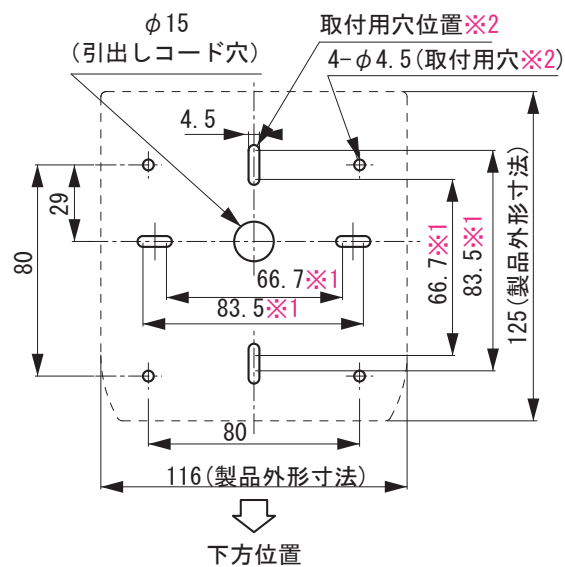 φ15
(引出しコード穴)
取付用穴位置※2
4-φ4.5(取付用穴※2)
4.5
29
80
66.7※1
83.5※1
66.7※1
83.5※1
125(製品外形寸法)
80
116(製品外形寸法)
下方位置